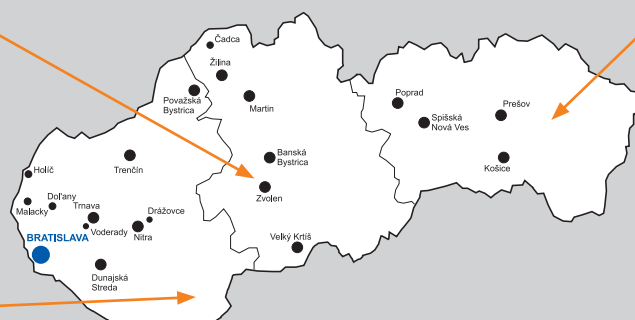 Čadca
Žilina
Považská
Bystrica
Martin
Poprad
Spišská
Nová Ves
Prešov
Košice
Banská
Bystrica
Zvolen
Trenčín
Holíč
Doľany
Malacky
Trnava
Drážovce
Voderady
Nitra
BRATISLAVA
Velký Krtíš
Dunajská
Streda